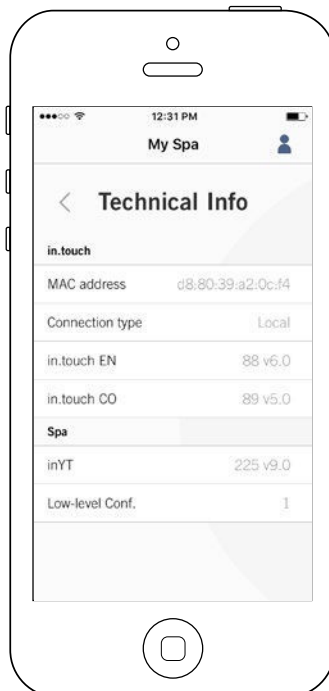 12:31 PM
My Spa
Technical Info
in.touch
MAC address d8:80:39:a2:0c:f4
Connection type Local
in.touch EN 88 v6.0
in.touch CO 89 v5.0
Spa
inYT 225 v9.0
Low-level Conf. 1